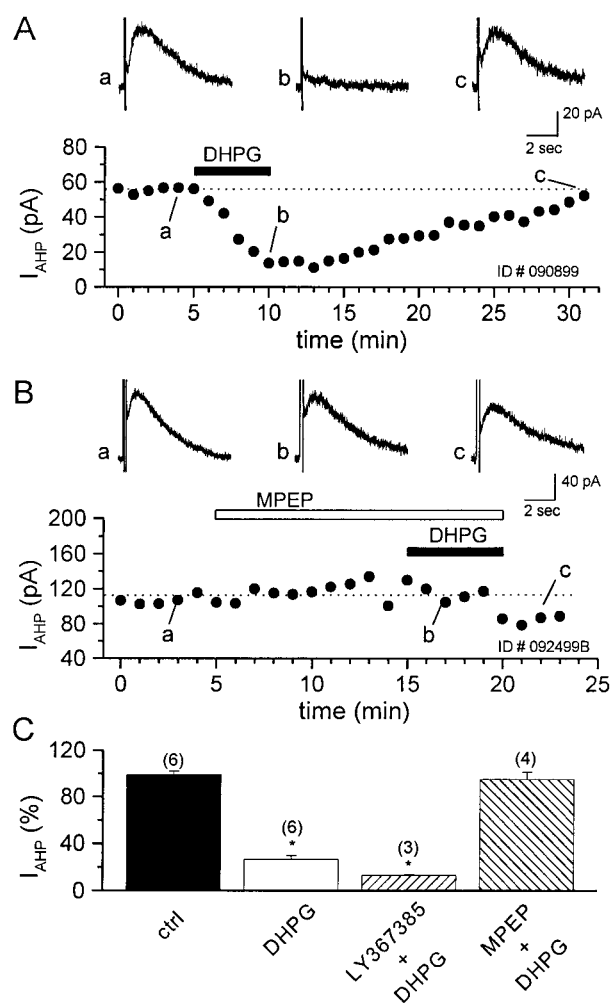 A
a
b
c
20 pA
2 sec
80
60
40
20
0
I_AHP (pA)
DHPG
a
b
c
ID # 090899
0 5 10 15 20 25 30
time (min)
B
a
b
c
40 pA
2 sec
MPEP
DHPG
200
160
120
80
40
I_AHP (pA)
a
b
c
ID # 092499B
0 5 10 15 20 25
time (min)
C
120
80
40
0
I_AHP (%)
(6)
(6)
*
(3)
*
(4)
ctrl
DHPG
LY367385
+
DHPG
MPEP
+
DHPG